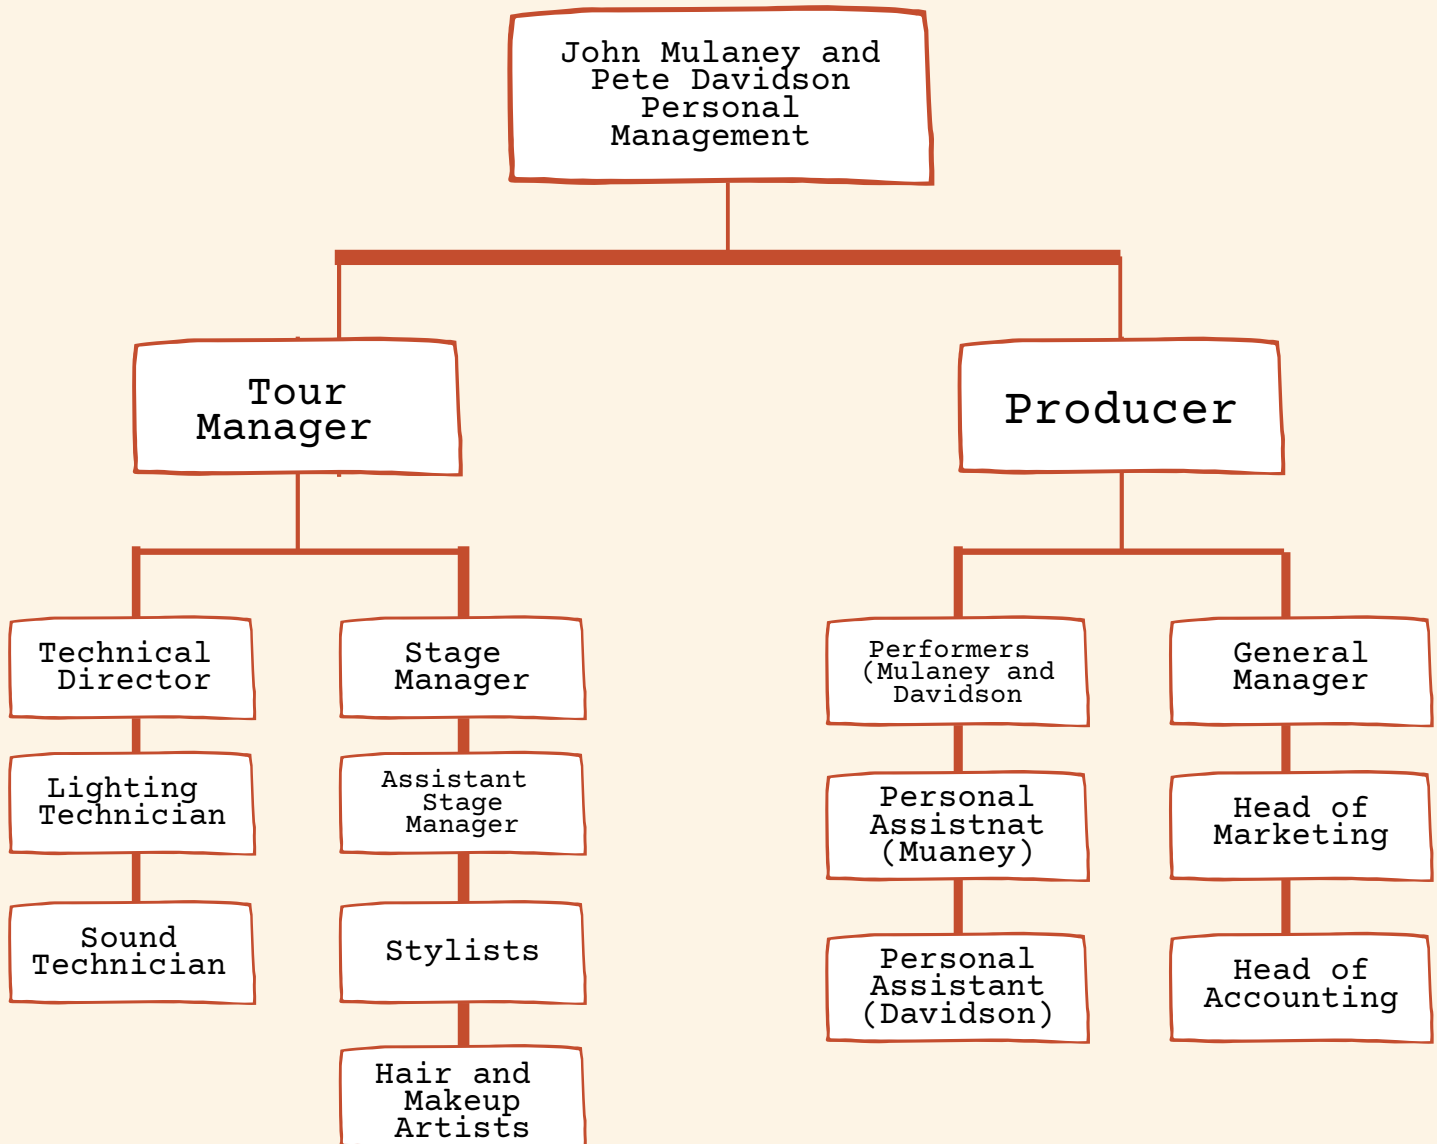 John Mulaney and
Pete Davidson
Personal
Management
Tour
Manager
Producer
Technical
Director
Stage
Manager
Performers
(Mulaney and
Davidson
General
Manager
Lighting
Technician
Assistant
Stage
Manager
Personal
Assistnat
(Muaney)
Head of
Marketing
Sound
Technician
Stylists
Personal
Assistant
(Davidson)
Head of
Accounting
Hair and
Makeup
Artists